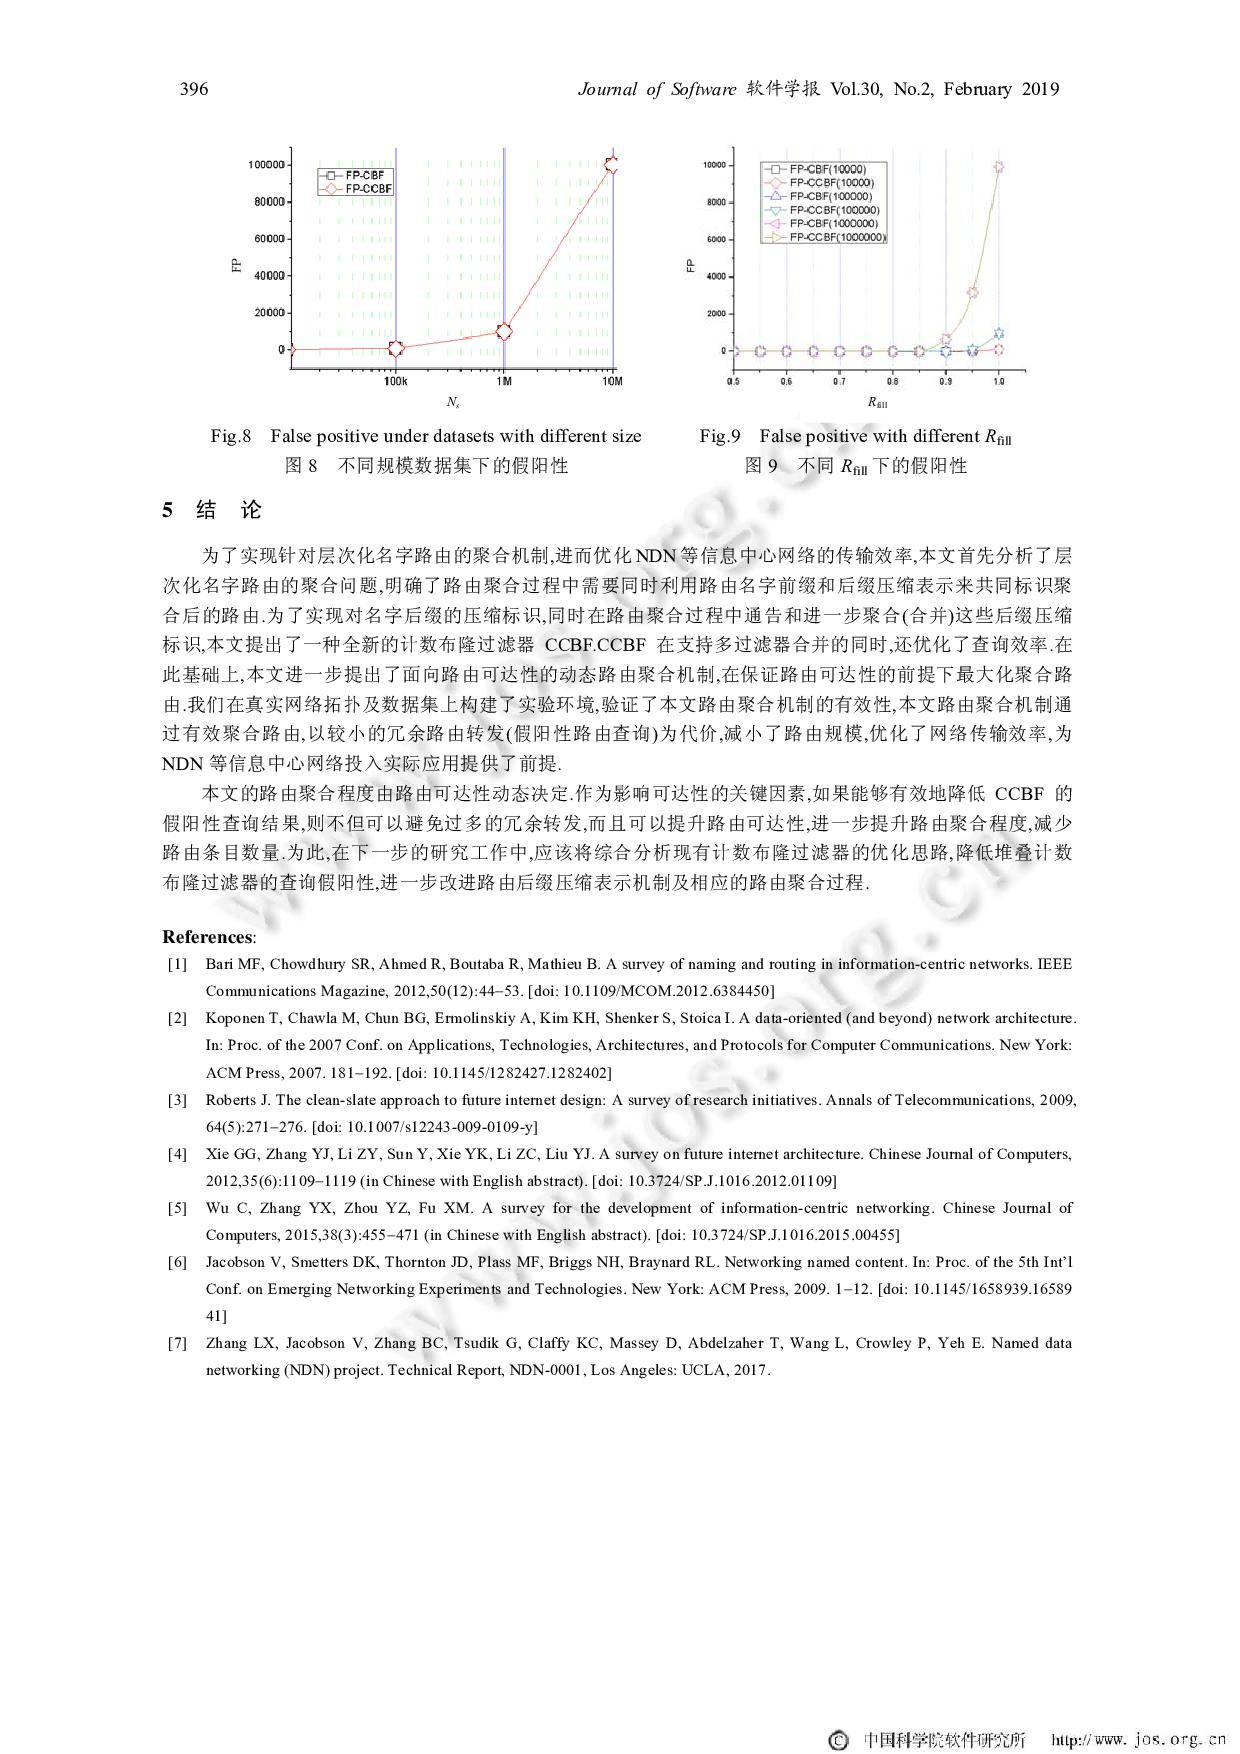 396
Journal of Software 软件学报 Vol.30, No.2, February 2019
100000
80000
60000
40000
20000
0
FP
FP-CBF
FP-CCBF
100k
1M
10M
Ns
10000
8000
6000
4000
2000
0
FP
FP-CBF(10000)
FP-CCBF(10000)
FP-CBF(100000)
FP-CCBF(100000)
FP-CBF(1000000)
FP-CCBF(1000000)
0.5
0.6
0.7
0.8
0.9
1.0
Rfill
Fig.8 False positive under datasets with different size
图 8 不同规模数据集下的假阳性
Fig.9 False positive with different Rfill
图 9 不同 Rfill 下的假阳性
5 结 论
为了实现针对层次化名字路由的聚合机制,进而优化 NDN 等信息中心网络的传输效率,本文首先分析了层
次化名字路由的聚合问题,明确了路由聚合过程中需要同时利用路由名字前缀和后缀压缩表示来共同标识聚
合后的路由.为了实现对名字后缀的压缩标识,同时在路由聚合过程中通告和进一步聚合(合并)这些后缀压缩
标识,本文提出了一种全新的计数布隆过滤器 CCBF.CCBF 在支持多过滤器合并的同时,还优化了查询效率.在
此基础上,本文进一步提出了面向路由可达性的动态路由聚合机制,在保证路由可达性的前提下最大化聚合路
由.我们在真实网络拓扑及数据集上构建了实验环境,验证了本文路由聚合机制的有效性,本文路由聚合机制通
过有效聚合路由,以较小的冗余路由转发(假阳性路由查询)为代价,减小了路由规模,优化了网络传输效率,为
NDN 等信息中心网络投入实际应用提供了前提.
本文的路由聚合程度由路由可达性动态决定.作为影响可达性的关键因素,如果能够有效地降低 CCBF 的
假阳性查询结果,则不但可以避免过多的冗余转发,而且可以提升路由可达性,进一步提升路由聚合程度,减少
路由条目数量.为此,在下一步的研究工作中,应该将综合分析现有计数布隆过滤器的优化思路,降低堆叠计数
布隆过滤器的查询假阳性,进一步改进路由后缀压缩表示机制及相应的路由聚合过程.
References:
[1] Bari MF, Chowdhury SR, Ahmed R, Boutaba R, Mathieu B. A survey of naming and routing in information-centric networks. IEEE
Communications Magazine, 2012,50(12):44–53. [doi: 10.1109/MCOM.2012.6384450]
[2] Koponen T, Chawla M, Chun BG, Ermolinskiy A, Kim KH, Shenker S, Stoica I. A data-oriented (and beyond) network architecture.
In: Proc. of the 2007 Conf. on Applications, Technologies, Architectures, and Protocols for Computer Communications. New York:
ACM Press, 2007. 181–192. [doi: 10.1145/1282427.1282402]
[3] Roberts J. The clean-slate approach to future internet design: A survey of research initiatives. Annals of Telecommunications, 2009,
64(5):271–276. [doi: 10.1007/s12243-009-0109-y]
[4] Xie GG, Zhang YJ, Li ZY, Sun Y, Xie YK, Li ZC, Liu YJ. A survey on future internet architecture. Chinese Journal of Computers,
2012,35(6):1109–1119 (in Chinese with English abstract). [doi: 10.3724/SP.J.1016.2012.01109]
[5] Wu C, Zhang YX, Zhou YZ, Fu XM. A survey for the development of information-centric networking. Chinese Journal of
Computers, 2015,38(3):455–471 (in Chinese with English abstract). [doi: 10.3724/SP.J.1016.2015.00455]
[6] Jacobson V, Smetters DK, Thornton JD, Plass MF, Briggs NH, Braynard RL. Networking named content. In: Proc. of the 5th Int'l
Conf. on Emerging Networking Experiments and Technologies. New York: ACM Press, 2009. 1–12. [doi: 10.1145/1658939.16589
41]
[7] Zhang LX, Jacobson V, Zhang BC, Tsudik G, Claffy KC, Massey D, Abdelzaher T, Wang L, Crowley P, Yeh E. Named data
networking (NDN) project. Technical Report, NDN-0001, Los Angeles: UCLA, 2017.
www.jos.org.cn
www.jos.org.cn
© 中国科学院软件研究所 http://www.jos.org.cn